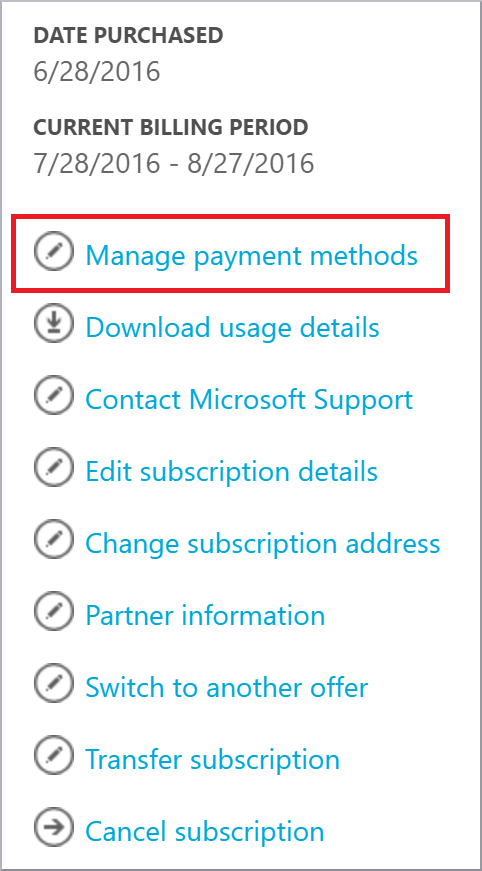 DATE PURCHASED
6/28/2016
CURRENT BILLING PERIOD
7/28/2016 - 8/27/2016
Manage payment methods
Download usage details
Contact Microsoft Support
Edit subscription details
Change subscription address
Partner information
Switch to another offer
Transfer subscription
Cancel subscription